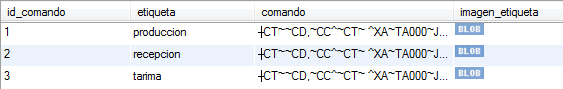 id_comando etiqueta comando imagen_etiqueta
1 produccion ┼CT~~CD,~CC^~CT~ ^XA~TA000~J... BLOB
2 recepcion ┼CT~~CD,~CC^~CT~ ^XA~TA000~J... BLOB
3 tarima ┼CT~~CD,~CC^~CT~ ^XA~TA000~J... BLOB